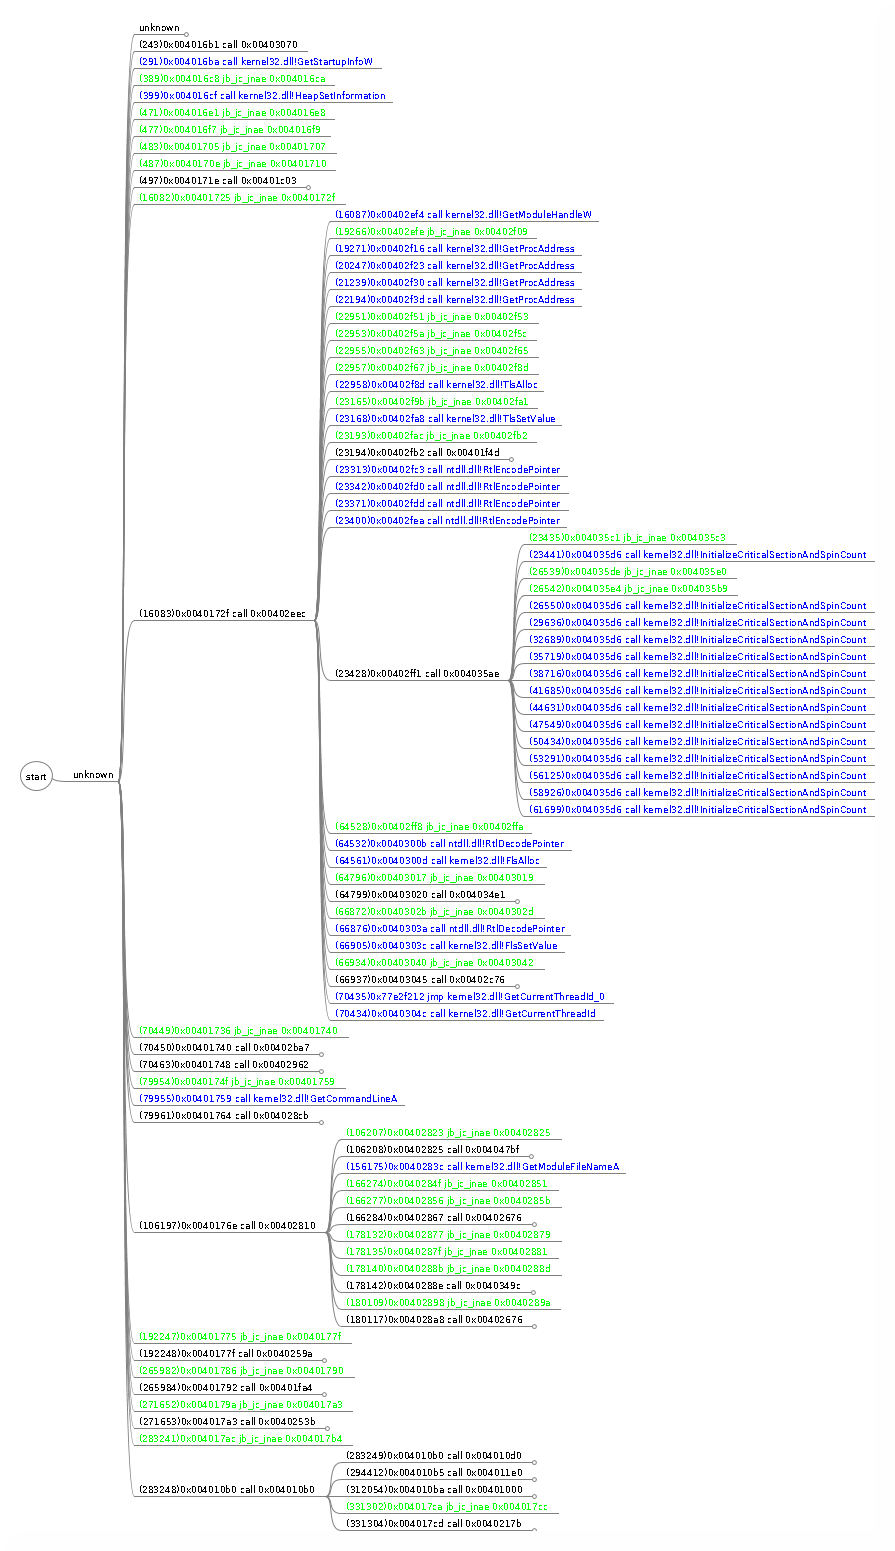 unknown
(243)0x004016b1 call 0x00403070
(291)0x004016ba call kernel32.dll!GetStartupInfoW
(389)0x004016c8 jb_jc_jnae 0x004016ca
(399)0x004016cf call kernel32.dll!HeapSetInformation
(471)0x004016e1 jb_jc_jnae 0x004016e8
(477)0x004016f7 jb_jc_jnae 0x004016f9
(483)0x00401705 jb_jc_jnae 0x00401707
(487)0x0040170e jb_jc_jnae 0x00401710
(497)0x0040171e call 0x00401c03
(16082)0x00401725 jb_jc_jnae 0x0040172f
(16087)0x00402ef4 call kernel32.dll!GetModuleHandleW
(19266)0x00402efe jb_jc_jnae 0x00402f09
(19271)0x00402f16 call kernel32.dll!GetProcAddress
(20247)0x00402f23 call kernel32.dll!GetProcAddress
(21239)0x00402f30 call kernel32.dll!GetProcAddress
(22194)0x00402f3d call kernel32.dll!GetProcAddress
(22951)0x00402f51 jb_jc_jnae 0x00402f53
(22953)0x00402f5a jb_jc_jnae 0x00402f5c
(22955)0x00402f63 jb_jc_jnae 0x00402f65
(22957)0x00402f67 jb_jc_jnae 0x00402f8d
(22958)0x00402f8d call kernel32.dll!TlsAlloc
(23165)0x00402f9b jb_jc_jnae 0x00402fa1
(23168)0x00402fa8 call kernel32.dll!TlsSetValue
(23193)0x00402fac jb_jc_jnae 0x00402fb2
(23194)0x00402fb2 call 0x00401f4d
(23313)0x00402fc3 call ntdll.dll!RtlEncodePointer
(23342)0x00402fd0 call ntdll.dll!RtlEncodePointer
(23371)0x00402fdd call ntdll.dll!RtlEncodePointer
(23400)0x00402fea call ntdll.dll!RtlEncodePointer
(23435)0x004035c1 jb_jc_jnae 0x004035c3
(23441)0x004035d6 call kernel32.dll!InitializeCriticalSectionAndSpinCount
(26539)0x004035de jb_jc_jnae 0x004035e0
(26542)0x004035e4 jb_jc_jnae 0x004035b9
(26550)0x004035d6 call kernel32.dll!InitializeCriticalSectionAndSpinCount
(16083)0x0040172f call 0x00402eec
(29636)0x004035d6 call kernel32.dll!InitializeCriticalSectionAndSpinCount
(32689)0x004035d6 call kernel32.dll!InitializeCriticalSectionAndSpinCount
(35719)0x004035d6 call kernel32.dll!InitializeCriticalSectionAndSpinCount
(23428)0x00402ff1 call 0x004035ae
(38716)0x004035d6 call kernel32.dll!InitializeCriticalSectionAndSpinCount
(41685)0x004035d6 call kernel32.dll!InitializeCriticalSectionAndSpinCount
(44631)0x004035d6 call kernel32.dll!InitializeCriticalSectionAndSpinCount
(47549)0x004035d6 call kernel32.dll!InitializeCriticalSectionAndSpinCount
(50434)0x004035d6 call kernel32.dll!InitializeCriticalSectionAndSpinCount
(53291)0x004035d6 call kernel32.dll!InitializeCriticalSectionAndSpinCount
start
unknown
(56125)0x004035d6 call kernel32.dll!InitializeCriticalSectionAndSpinCount
(58926)0x004035d6 call kernel32.dll!InitializeCriticalSectionAndSpinCount
(61699)0x004035d6 call kernel32.dll!InitializeCriticalSectionAndSpinCount
(64528)0x00402ff8 jb_jc_jnae 0x00402ffa
(64532)0x0040300b call ntdll.dll!RtlDecodePointer
(64561)0x0040300d call kernel32.dll!FlsAlloc
(64796)0x00403017 jb_jc_jnae 0x00403019
(64799)0x00403020 call 0x004034e1
(66872)0x0040302b jb_jc_jnae 0x0040302d
(66876)0x0040303a call ntdll.dll!RtlDecodePointer
(66905)0x0040303c call kernel32.dll!FlsSetValue
(66934)0x00403040 jb_jc_jnae 0x00403042
(66937)0x00403045 call 0x00402c76
(70435)0x77e2f212 jmp kernel32.dll!GetCurrentThreadId_0
(70434)0x0040304c call kernel32.dll!GetCurrentThreadId
(70449)0x00401736 jb_jc_jnae 0x00401740
(70450)0x00401740 call 0x00402ba7
(70463)0x00401748 call 0x00402962
(79954)0x0040174f jb_jc_jnae 0x00401759
(79955)0x00401759 call kernel32.dll!GetCommandLineA
(79961)0x00401764 call 0x004028cb
(106207)0x00402823 jb_jc_jnae 0x00402825
(106208)0x00402825 call 0x004047bf
(156175)0x0040283c call kernel32.dll!GetModuleFileNameA
(166274)0x0040284f jb_jc_jnae 0x00402851
(166277)0x00402856 jb_jc_jnae 0x0040285b
(106197)0x0040176e call 0x00402810
(166284)0x00402867 call 0x00402676
(178132)0x00402877 jb_jc_jnae 0x00402879
(178135)0x0040287f jb_jc_jnae 0x00402881
(178140)0x0040288b jb_jc_jnae 0x0040288d
(178142)0x0040288e call 0x0040349c
(180109)0x00402898 jb_jc_jnae 0x0040289a
(180117)0x004028a8 call 0x00402676
(192247)0x00401775 jb_jc_jnae 0x0040177f
(192248)0x0040177f call 0x0040259a
(265982)0x00401786 jb_jc_jnae 0x00401790
(265984)0x00401792 call 0x00401fa4
(271652)0x0040179a jb_jc_jnae 0x004017a3
(271653)0x004017a3 call 0x0040253b
(283241)0x004017ac jb_jc_jnae 0x004017b4
(283249)0x004010b0 call 0x004010d0
(294412)0x004010b5 call 0x004011e0
(283248)0x004010b0 call 0x004010b0
(312054)0x004010ba call 0x00401000
(331302)0x004017ca jb_jc_jnae 0x004017cc
(331304)0x004017cd call 0x0040217b